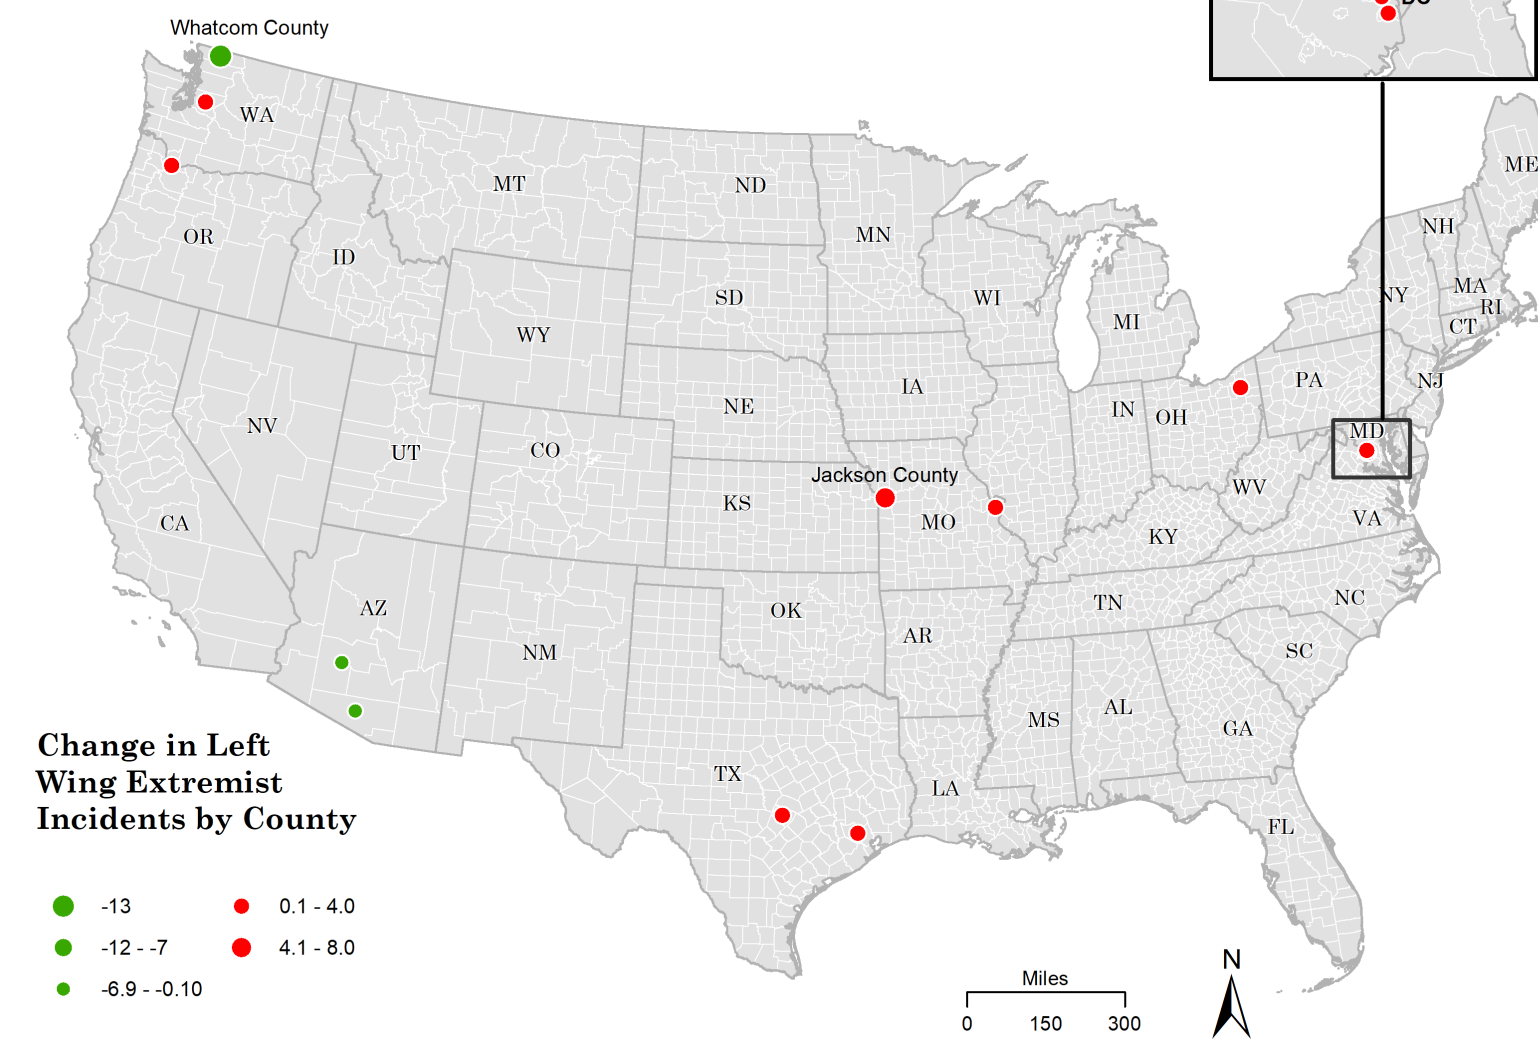 DC
Whatcom County
WA
ME
MT
ND
OR
MN
NH
ID
SD
WI
MI
NY
MA
RI
CT
WY
IA
PA
NJ
NE
IN
OH
NV
UT
CO
MD
Jackson County
WV
KS
MO
VA
CA
KY
AZ
OK
TN
NC
AR
NM
SC
MS
AL
GA
Change in Left
Wing Extremist
Incidents by County
TX
LA
FL
-13
0.1 - 4.0
-12 - -7
4.1 - 8.0
-6.9 - -0.10
Miles
0 150 300
N